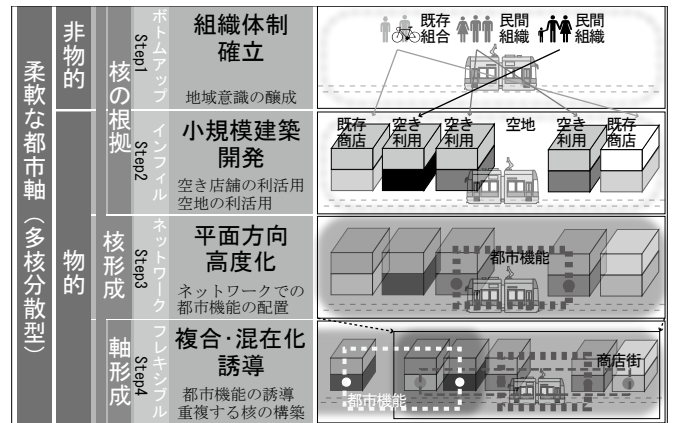 柔軟な都市軸（多核分散型）
非物的
物的
核の根拠
核形成
軸形成
Step1
ボトムアップ
組織体制
確立
地域意識の醸成
既存
組合
民間
組織
民間
組織
Step2
インフィル
小規模建築
開発
空き店舗の利活用
空地の利活用
既存
商店
空き
利用
空き
利用
空地
空き
利用
既存
商店
Step3
ネットワーク
平面方向
高度化
ネットワークでの
都市機能の配置
都市機能
Step4
フレキシブル
複合･混在化
誘導
都市機能の誘導
重複する核の構築
都市機能
商店街